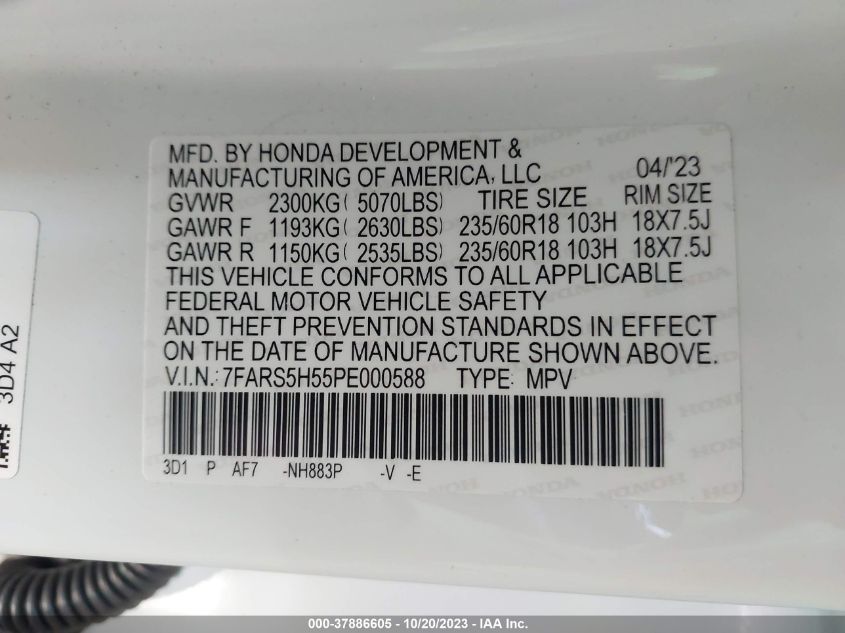 MFD. BY HONDA DEVELOPMENT &
MANUFACTURING OF AMERICA, LLC 04/'23
GVWR 2300KG( 5070LBS) TIRE SIZE RIM SIZE
GAWR F 1193KG( 2630LBS) 235/60R18 103H 18X7.5J
GAWR R 1150KG( 2535LBS) 235/60R18 103H 18X7.5J
THIS VEHICLE CONFORMS TO ALL APPLICABLE
FEDERAL MOTOR VEHICLE SAFETY
AND THEFT PREVENTION STANDARDS IN EFFECT
ON THE DATE OF MANUFACTURE SHOWN ABOVE.
V.I.N.: 7FARS5H55PE000588 TYPE: MPV
3D1 P AF7 -NH883P -V -E
3D4 A2
000-37886605 - 10/20/2023 - IAA Inc.